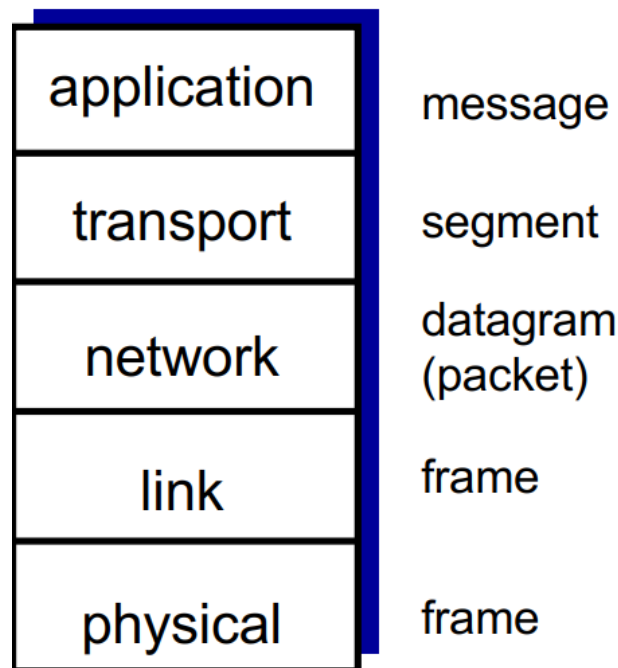 application
message
transport
segment
network
datagram
(packet)
link
frame
physical
frame